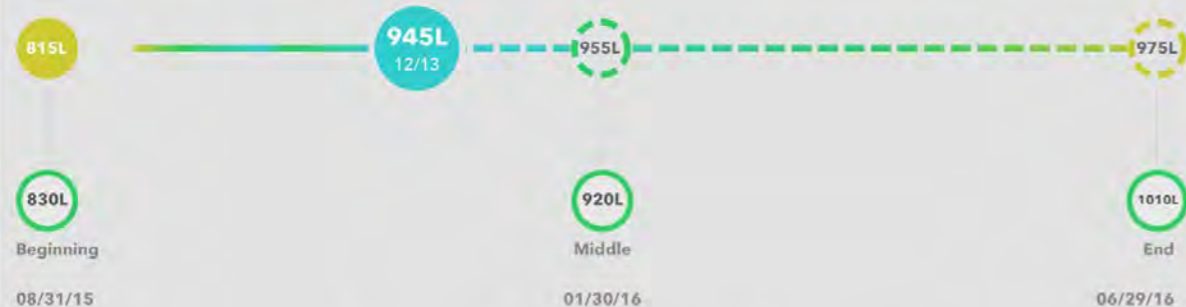 815L
945L
12/13
955L
975L
830L
920L
1010L
Beginning
Middle
End
08/31/15
01/30/16
06/29/16